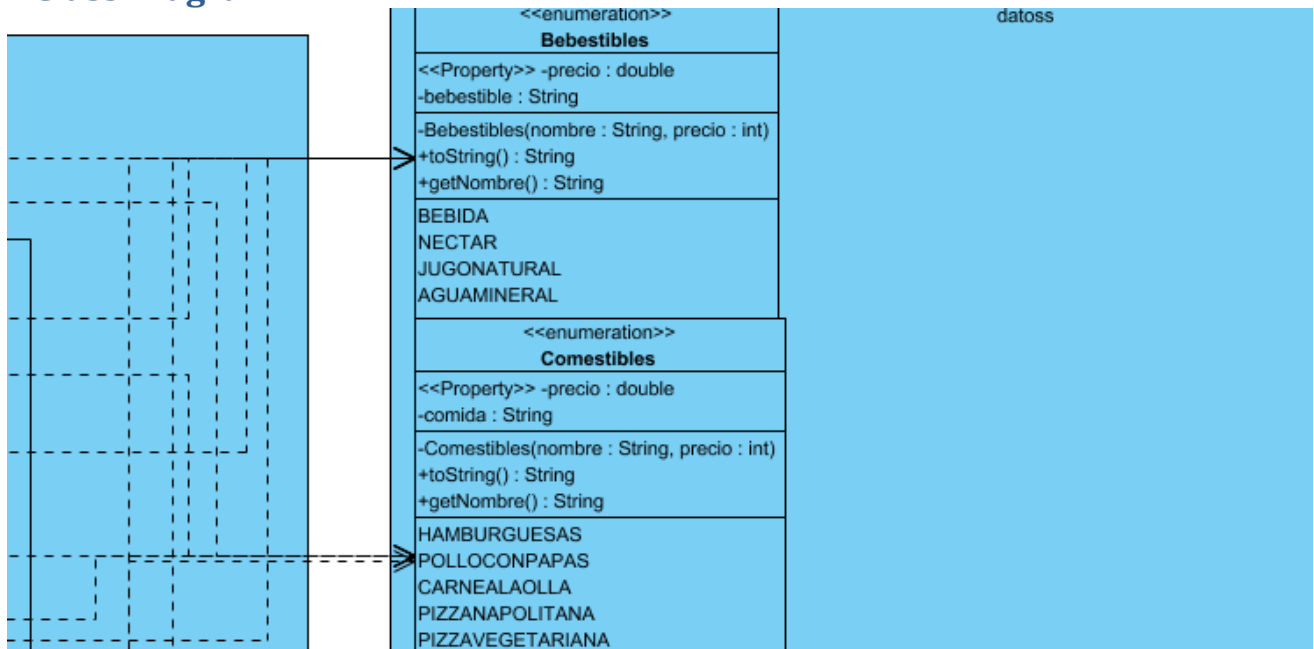 <<enumeration>>
datoss
Bebestibles
<<Property>> -precio : double
-bebestible : String
-Bebestibles(nombre : String, precio : int)
+toString() : String
+getNombre() : String
BEBIDA
NECTAR
JUGONATURAL
AGUAMINERAL
<<enumeration>>
Comestibles
<<Property>> -precio : double
-comida : String
-Comestibles(nombre : String, precio : int)
+toString() : String
+getNombre() : String
HAMBURGUESAS
POLLOCONPAPAS
CARNEALAOLLA
PIZZANAPOLITANA
PIZZAVEGETARIANA